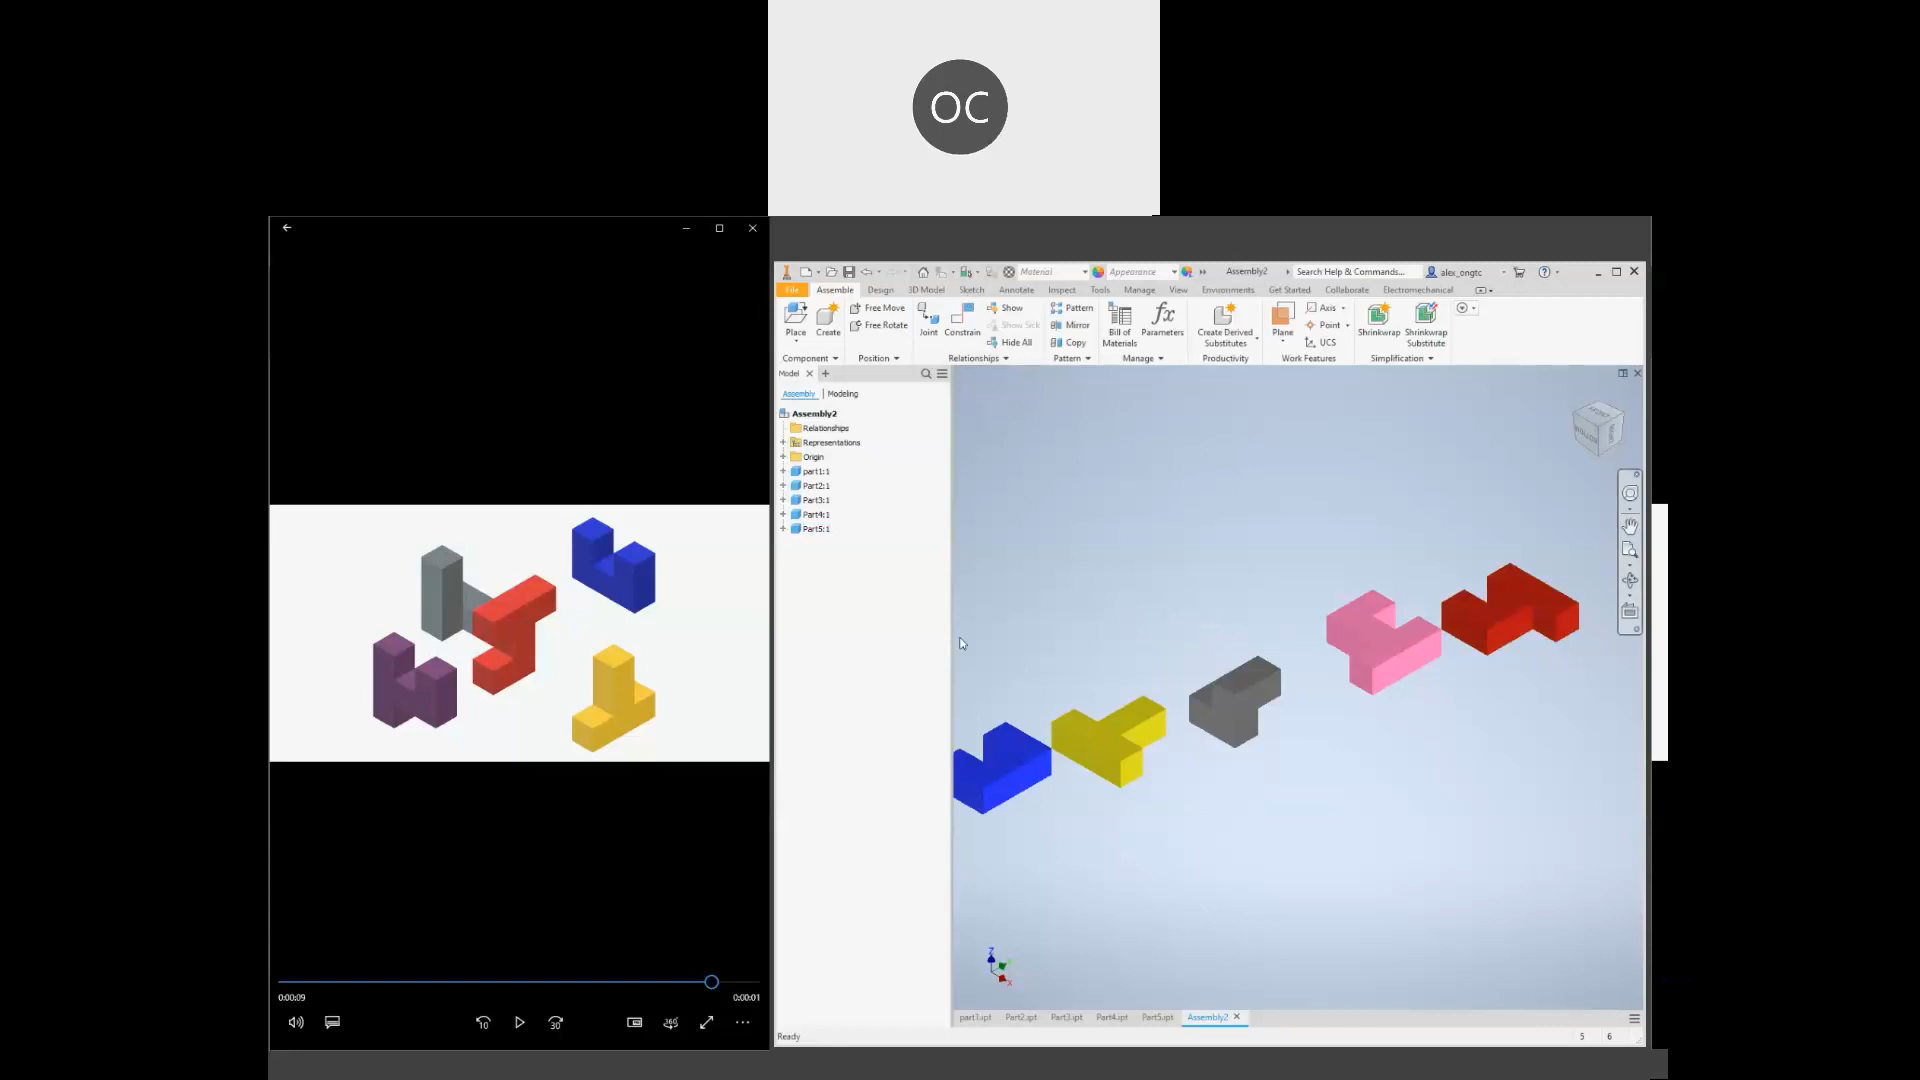 OC
Material
Appearance
Assembly2
Search Help & Commands...
alex_ongtc
File Assemble Design 3D Model Sketch Annotate Inspect Tools Manage View Environments Get Started Collaborate Electromechanical
Place
Create
Free Move
Free Rotate
Joint
Constrain
Show
Show Sick
Hide All
Pattern
Mirror
Copy
Bill of
Materials
Parameters
Create Derived
Substitutes
Plane
Axis
Point
UCS
Shrinkwrap
Shrinkwrap
Substitute
Component Position Relationships Pattern Manage Productivity Work Features Simplification
Model
Assembly | Modeling
Assembly2
Relationships
Representations
Origin
part1:1
Part2:1
Part3:1
Part4:1
Part5:1
FRONT
BOTTOM
Z
X
0:00:09
0:00:01
10
30
360
part1.ipt Part2.ipt Part3.ipt Part4.ipt Part5.ipt Assembly2
Ready
5 6